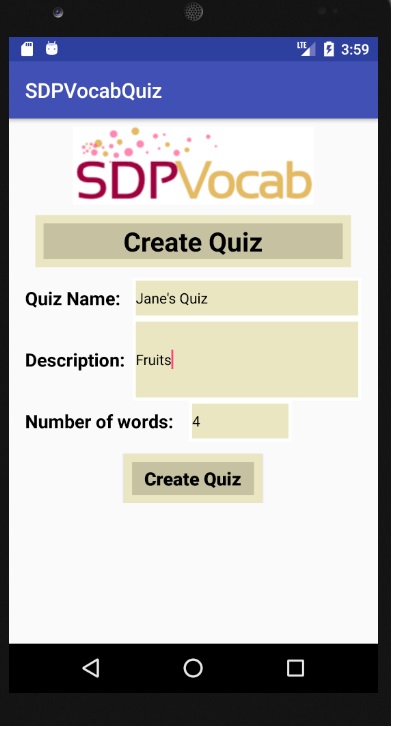 LTE 3:59
SDPVocabQuiz
SDPVocab
Create Quiz
Quiz Name: Jane's Quiz
Description: Fruits
Number of words: 4
Create Quiz